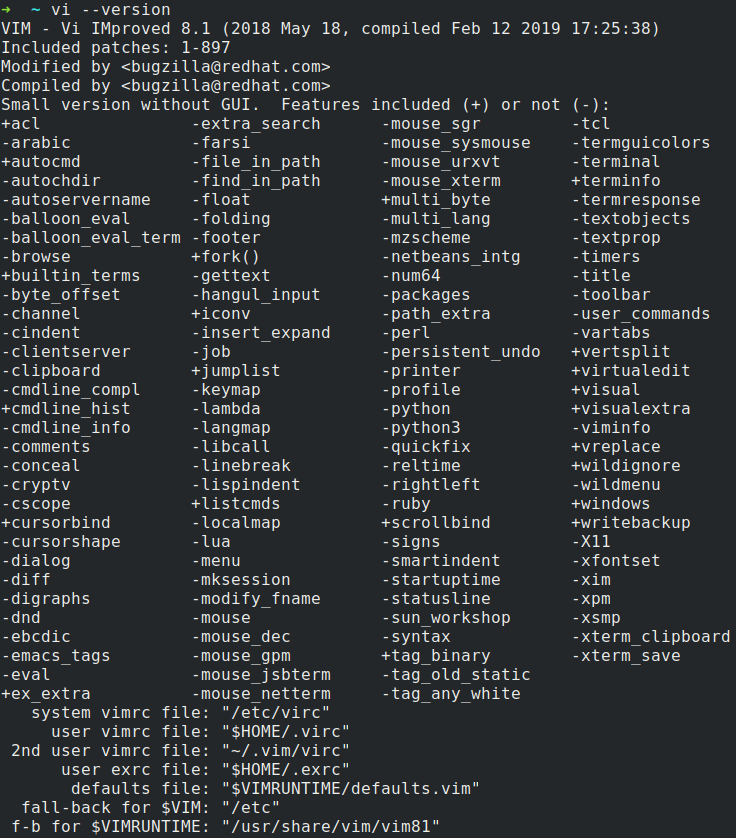 ➜  ~ vi --version
VIM - Vi IMproved 8.1 (2018 May 18, compiled Feb 12 2019 17:25:38)
Included patches: 1-897
Modified by <bugzilla@redhat.com>
Compiled by <bugzilla@redhat.com>
Small version without GUI.  Features included (+) or not (-):
+acl               -extra_search      -mouse_sgr         -tcl
-arabic            -farsi             -mouse_sysmouse    -termguicolors
+autocmd           -file_in_path      -mouse_urxvt       -terminal
-autochdir         -find_in_path      -mouse_xterm       +terminfo
-autoservername    -float             +multi_byte        -termresponse
-balloon_eval      -folding           -multi_lang        -textobjects
-balloon_eval_term -footer            -mzscheme          -textprop
-browse            +fork()            -netbeans_intg     -timers
+builtin_terms     -gettext           -num64             -title
-byte_offset       -hangul_input      -packages          -toolbar
-channel           +iconv             -path_extra        -user_commands
-cindent           -insert_expand     -perl              -vartabs
-clientserver      -job               -persistent_undo   +vertsplit
-clipboard         +jumplist          -printer           +virtualedit
-cmdline_compl     -keymap            -profile           +visual
+cmdline_hist      -lambda            -python            +visualextra
-cmdline_info      -langmap           -python3           -viminfo
-comments          -libcall           -quickfix          +vreplace
-conceal           -linebreak         -reltime           +wildignore
-cryptv            -lispindent        -rightleft         -wildmenu
-cscope            +listcmds          -ruby              +windows
+cursorbind        -localmap          +scrollbind        +writebackup
-cursorshape       -lua               -signs             -X11
-dialog            -menu              -smartindent       -xfontset
-diff              -mksession         -startuptime       -xim
-digraphs          -modify_fname      -statusline        -xpm
-dnd               -mouse             -sun_workshop      -xsmp
-ebcdic            -mouse_dec         -syntax            -xterm_clipboard
-emacs_tags        -mouse_gpm         +tag_binary        -xterm_save
-eval              -mouse_jsbterm     -tag_old_static
+ex_extra          -mouse_netterm     -tag_any_white
   system vimrc file: "/etc/virc"
     user vimrc file: "$HOME/.virc"
 2nd user vimrc file: "~/.vim/virc"
      user exrc file: "$HOME/.exrc"
       defaults file: "$VIMRUNTIME/defaults.vim"
  fall-back for $VIM: "/etc"
 f-b for $VIMRUNTIME: "/usr/share/vim/vim81"